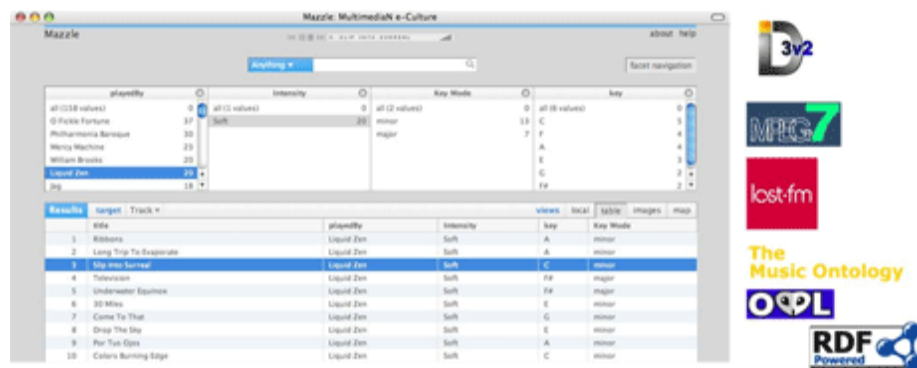 Mazzle: MultimediaN e-Culture
Mazzle
about help
Anything
facet navigation
playedBy Intensity Key Mode key
all (158 values) 0 all (1 values) 0 all (2 values) 0 all (8 values) 0
O Fickle Fortune 37 Soft 20 minor 13 C 5
Philharmonia Baroque 30 major 7 F 4
Mercy Machine 25 A 4
William Brooks 20 E 3
Liquid Zen 20 G 2
Jag 18 F# 2
Results target Track views local table images map
title playedBy Intensity key Key Mode
1 Ribbons Liquid Zen Soft A minor
2 Long Trip To Evaporate Liquid Zen Soft A minor
3 Slip Into Surreal Liquid Zen Soft C minor
4 Television Liquid Zen Soft F# major
5 Underwater Equinox Liquid Zen Soft F# major
6 30 Miles Liquid Zen Soft E minor
7 Come To That Liquid Zen Soft G minor
8 Drop The Sky Liquid Zen Soft E minor
9 Por Tus Ojos Liquid Zen Soft A minor
10 Colors Burning Edge Liquid Zen Soft C minor
ID3v2
MPEG7
last·fm
The
Music Ontology
OWL
RDF
Powered